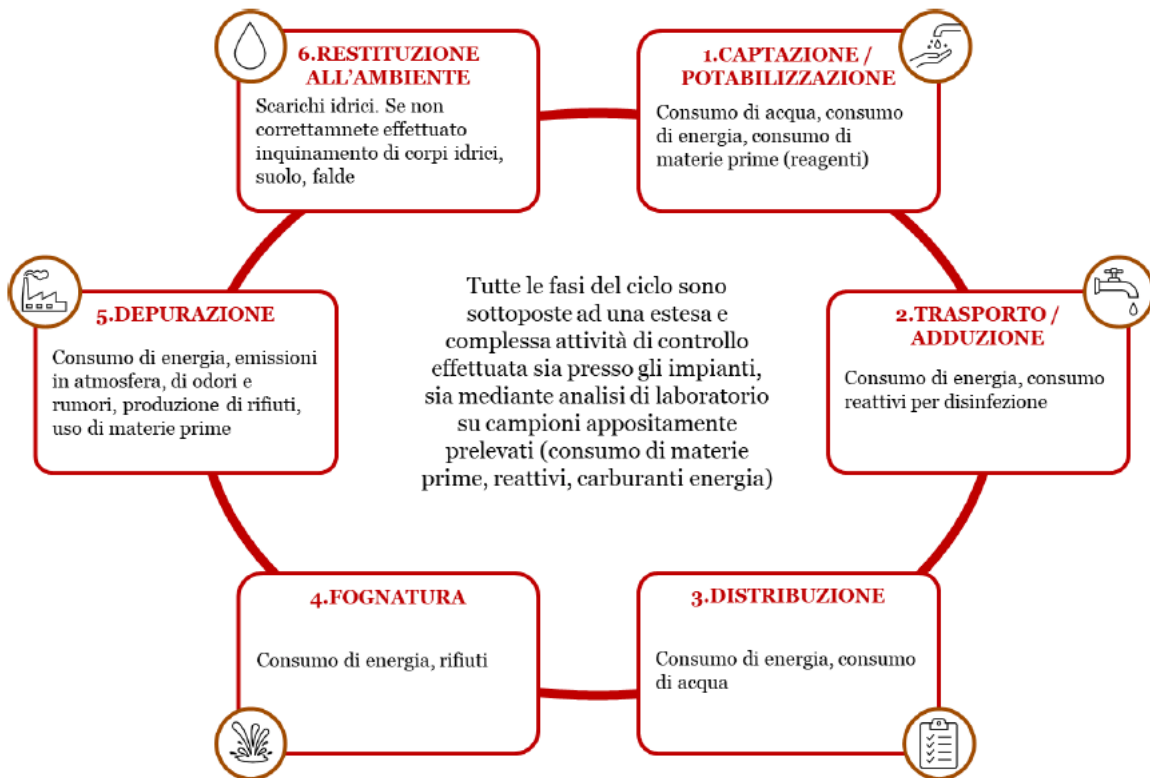 6.RESTITUZIONE
ALL'AMBIENTE
Scarichi idrici. Se non
correttamnete effettuato
inquinamento di corpi idrici,
suolo, falde
1.CAPTAZIONE /
POTABILIZZAZIONE
Consumo di acqua, consumo
di energia, consumo di
materie prime (reagenti)
5.DEPURAZIONE
Consumo di energia, emissioni
in atmosfera, di odori e
rumori, produzione di rifiuti,
uso di materie prime
Tutte le fasi del ciclo sono
sottoposte ad una estesa e
complessa attività di controllo
effettuata sia presso gli impianti,
sia mediante analisi di laboratorio
su campioni appositamente
prelevati (consumo di materie
prime, reattivi, carburanti energia)
2.TRASPORTO /
ADDUZIONE
Consumo di energia, consumo
reattivi per disinfezione
4.FOGNATURA
Consumo di energia, rifiuti
3.DISTRIBUZIONE
Consumo di energia, consumo
di acqua